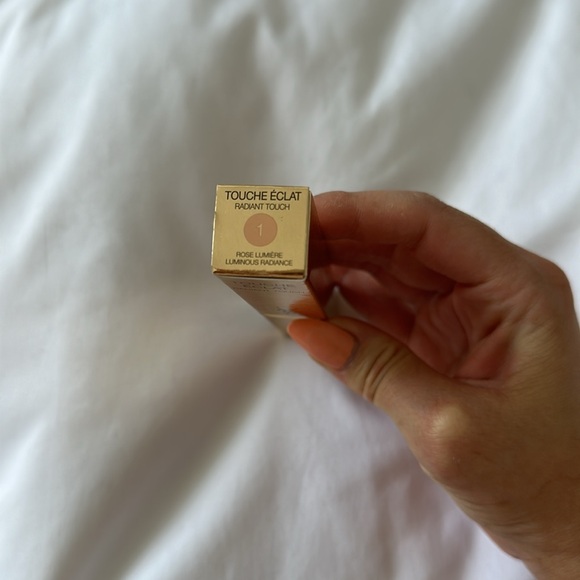 TOUCHE ÉCLAT
RADIANT TOUCH
1
ROSE LUMIÈRE
LUMINOUS RADIANCE